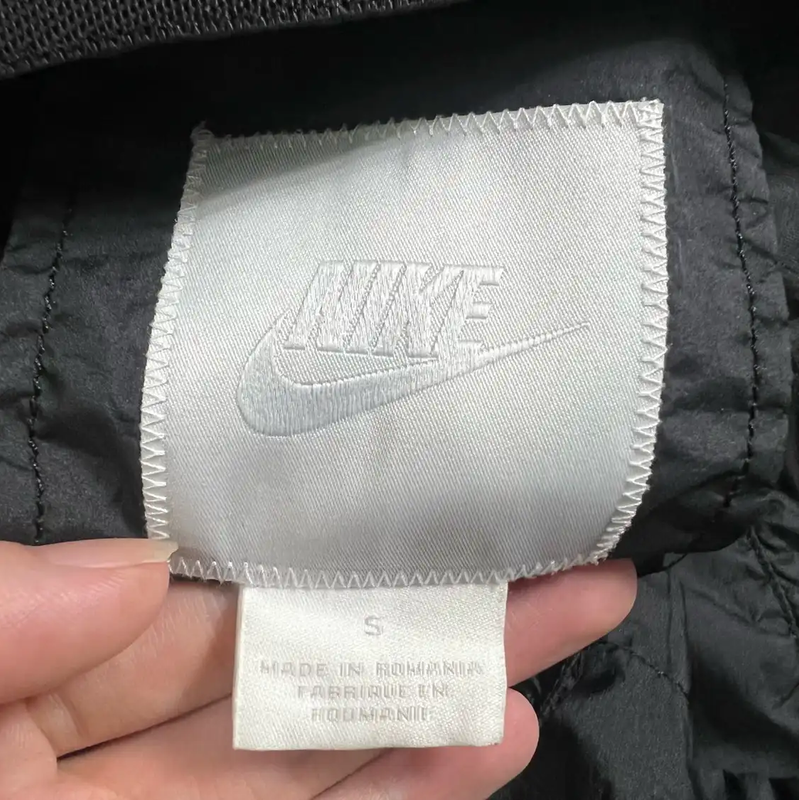 NIKE
S
MADE IN ROMANIA
FABRIQUE EN
ROUMANIE